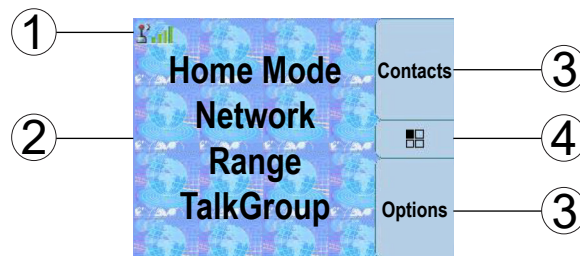 1
Home Mode
Contacts
3
2
Network
4
Range
TalkGroup
Options
3